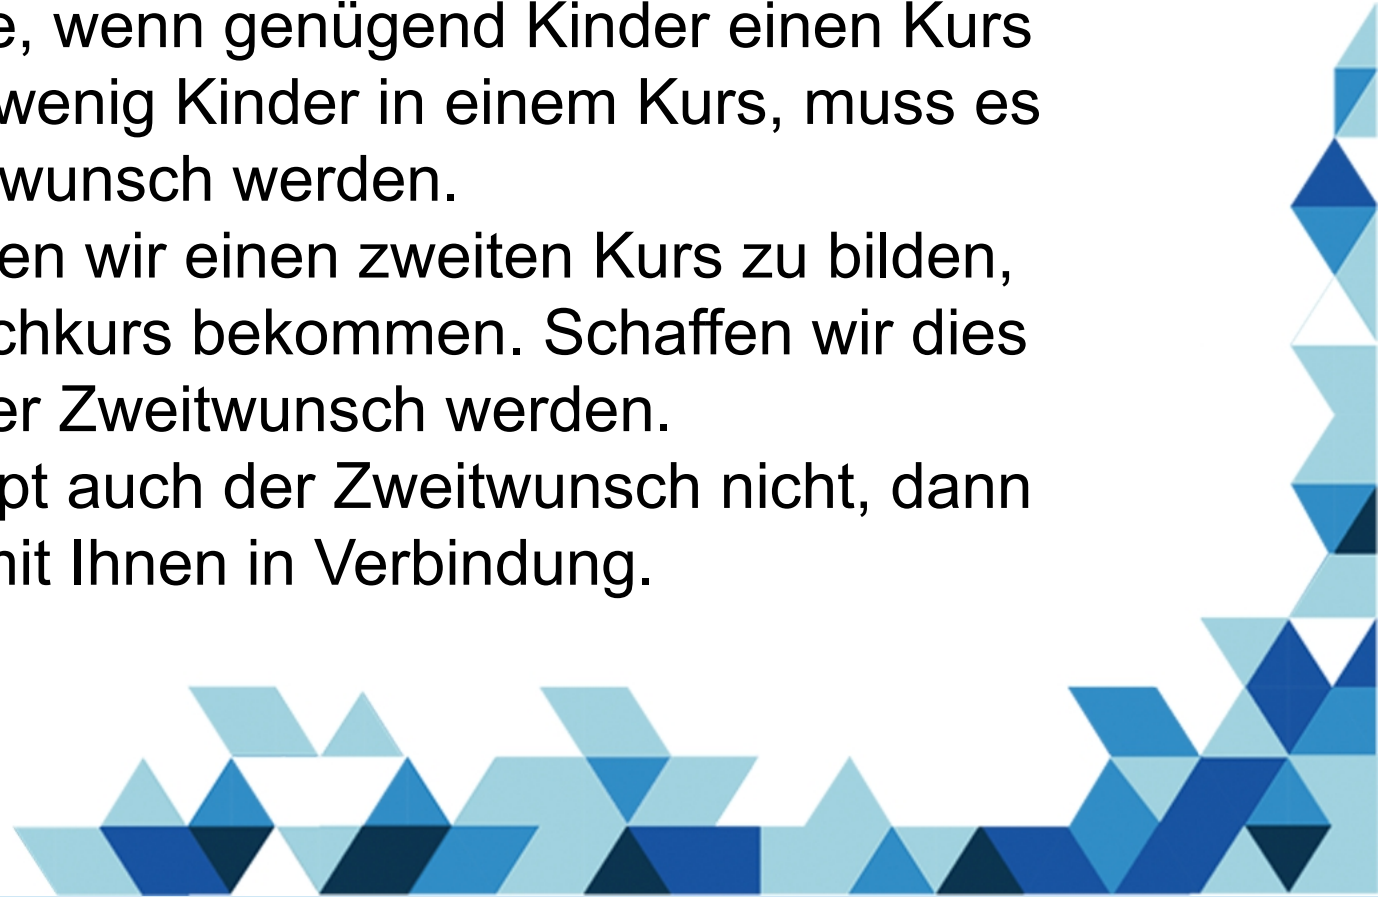 e, wenn genügend Kinder einen Kurs
wenig Kinder in einem Kurs, muss es
wunsch werden.
en wir einen zweiten Kurs zu bilden,
chkurs bekommen. Schaffen wir dies
er Zweitwunsch werden.
pt auch der Zweitwunsch nicht, dann
it Ihnen in Verbindung.